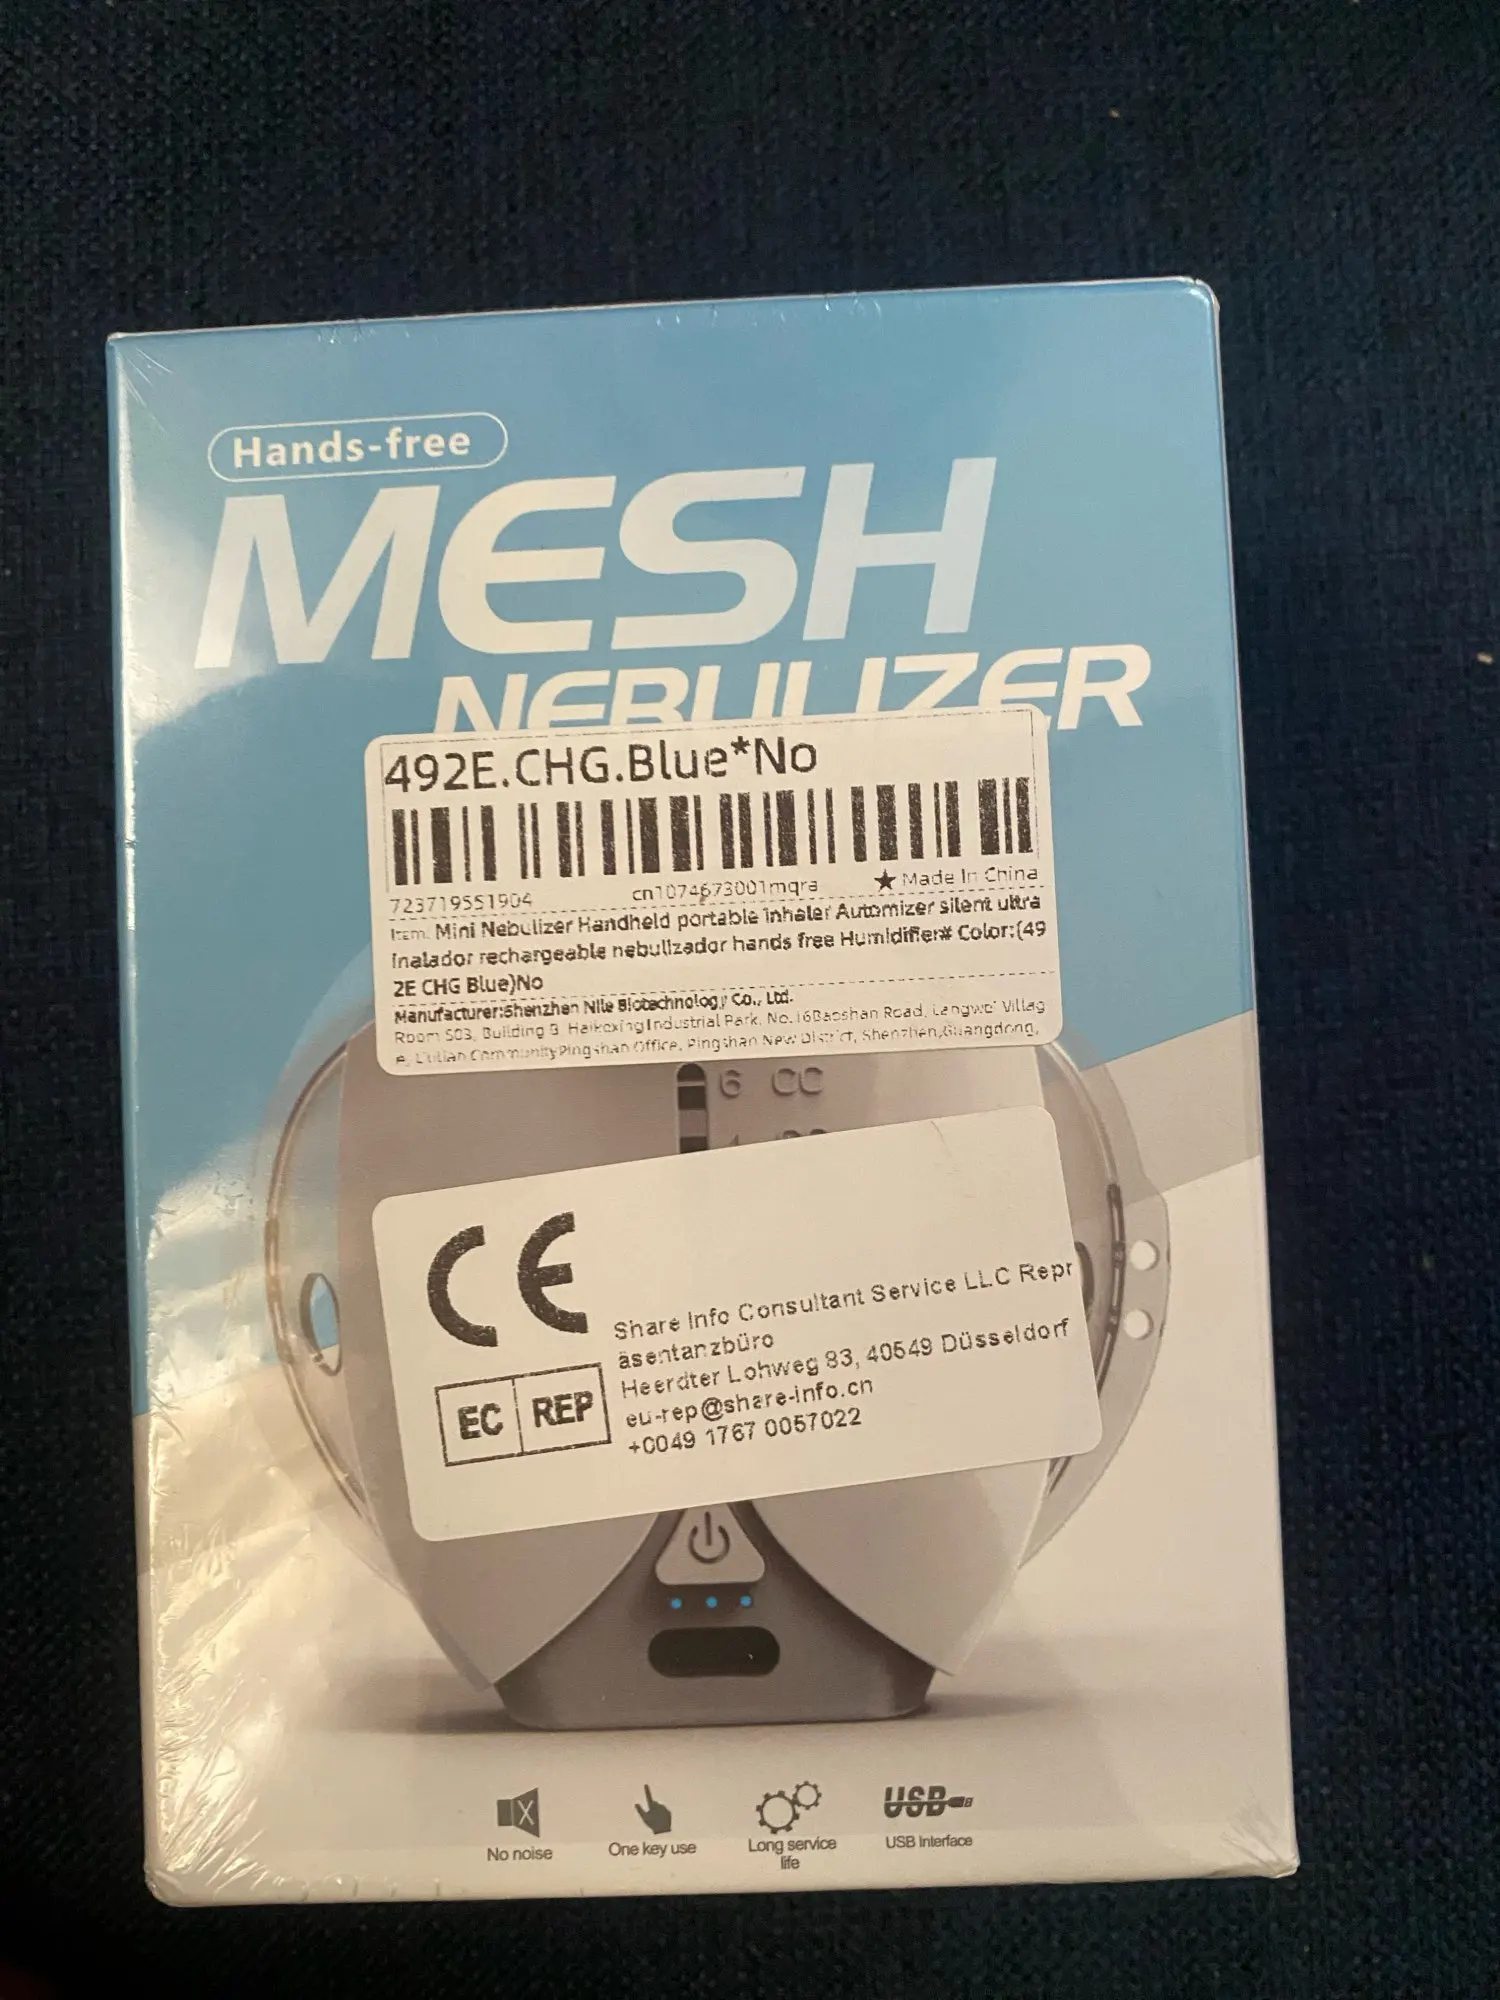 Hands-free
MESH
NEBULIZER
492E.CHG.Blue*No
723719551904 cn1074673001mqra ★ Made In China
Item: Mini Nebulizer Handheld portable inhaler Automizer silent ultra
inalador rechargeable nebulizador hands free Humidifier# Color:(49
2E CHG Blue)No
Manufacturer:Shenzhen Nile Biotechnology Co., Ltd.
Room 503, Building B Haikexing Industrial Park, No.16Baoshan Road, Langwei Villag
e, Community Pingshan Office, Pingshan New District, Shenzhen,Guangdong,
6 CC
CE
EC REP
Share Info Consultant Service LLC Repr
äsentanzbüro
Heerdter Lohweg 83, 40549 Düsseldorf
eu-rep@share-info.cn
+0049 1767 0057022
No noise
One key use
Long service
life
USB
USB Interface